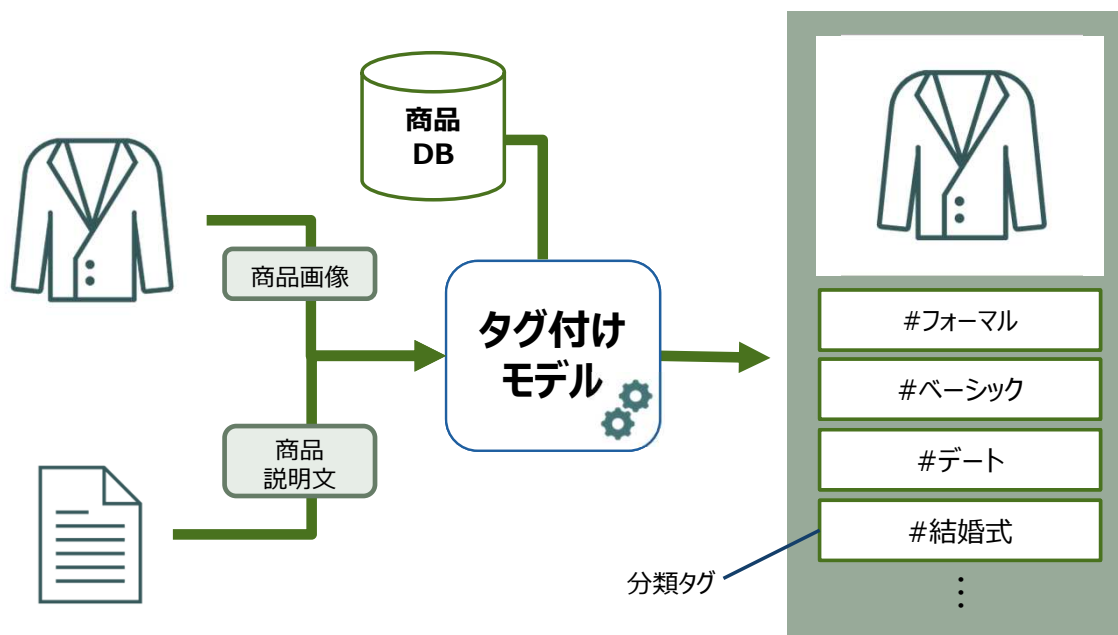 商品
DB
商品画像
タグ付け
モデル
商品
説明文
#フォーマル
#ベーシック
#デート
#結婚式
分類タグ
⋮